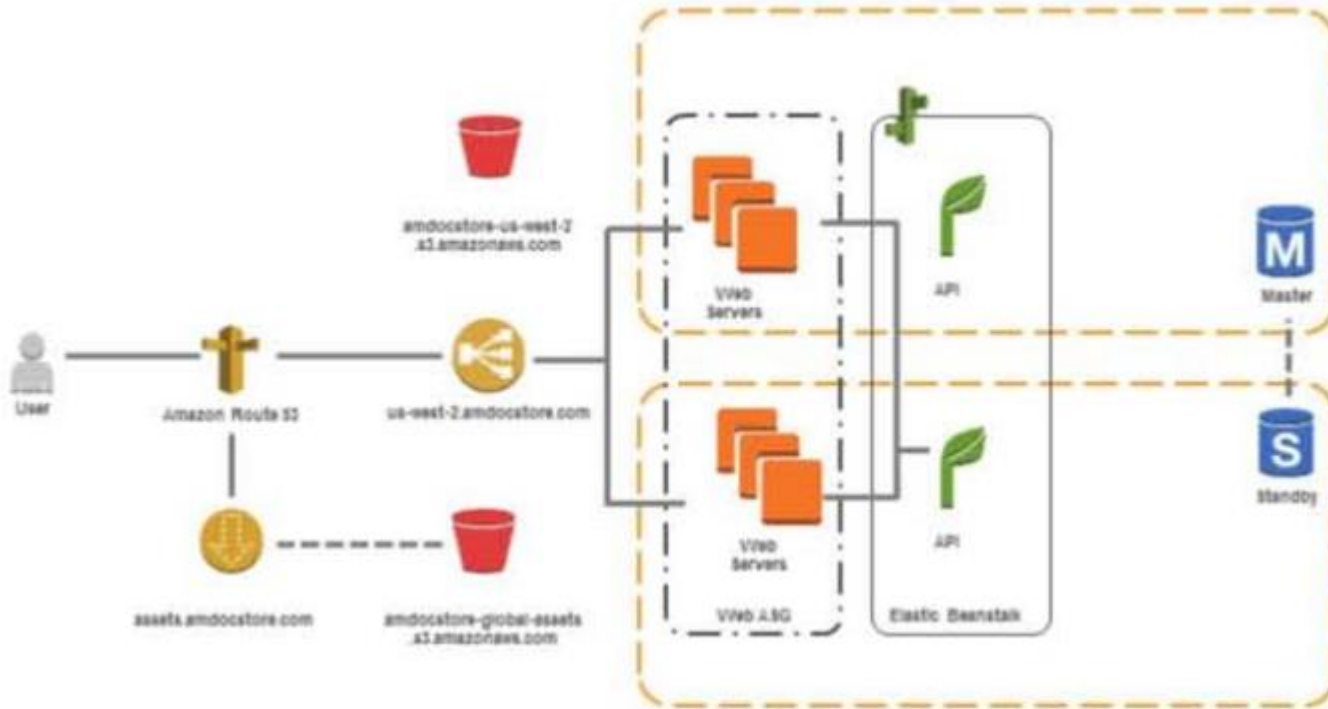 amdocstore-us-west-2
.s3.amazonaws.com
Web
Servers
API
M
Master
User
Amazon Route 53
us-west-2.amdocstore.com
S
Standby
Web
Servers
API
assets.amdocstore.com
amdocstore-global-assets
.s3.amazonaws.com
Web ASG
Elastic Beanstalk